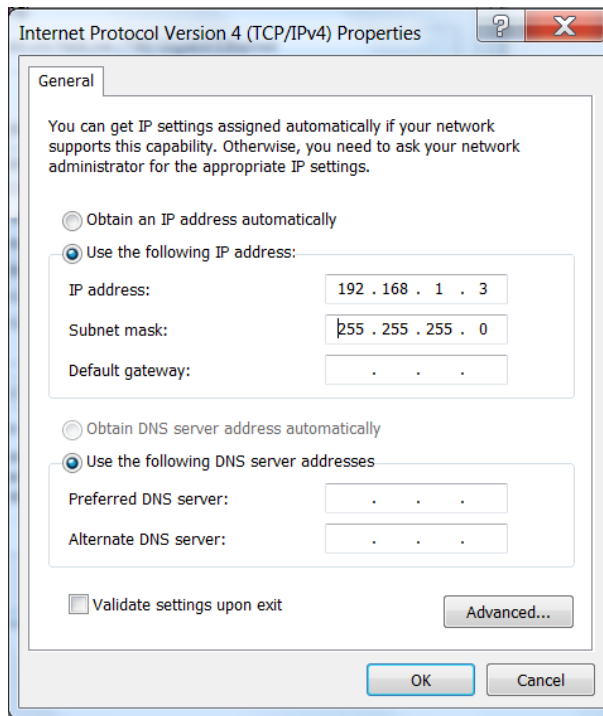 Internet Protocol Version 4 (TCP/IPv4) Properties
General
You can get IP settings assigned automatically if your network
supports this capability. Otherwise, you need to ask your network
administrator for the appropriate IP settings.
Obtain an IP address automatically
Use the following IP address:
IP address: 192 . 168 . 1 . 3
Subnet mask: 255 . 255 . 255 . 0
Default gateway: . . .
Obtain DNS server address automatically
Use the following DNS server addresses
Preferred DNS server: . . .
Alternate DNS server: . . .
Validate settings upon exit
Advanced...
OK Cancel